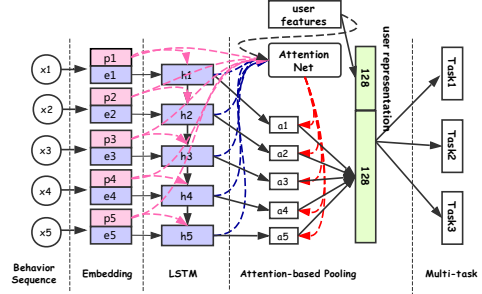 user
features
Attention
Net
user representation
x1
x2
x3
x4
x5
p1
e1
p2
e2
p3
e3
p4
e4
p5
e5
h1
h2
h3
h4
h5
a1
a2
a3
a4
a5
128
128
Task1
Task2
Task3
Behavior
Sequence
Embedding
LSTM
Attention-based Pooling
Multi-task